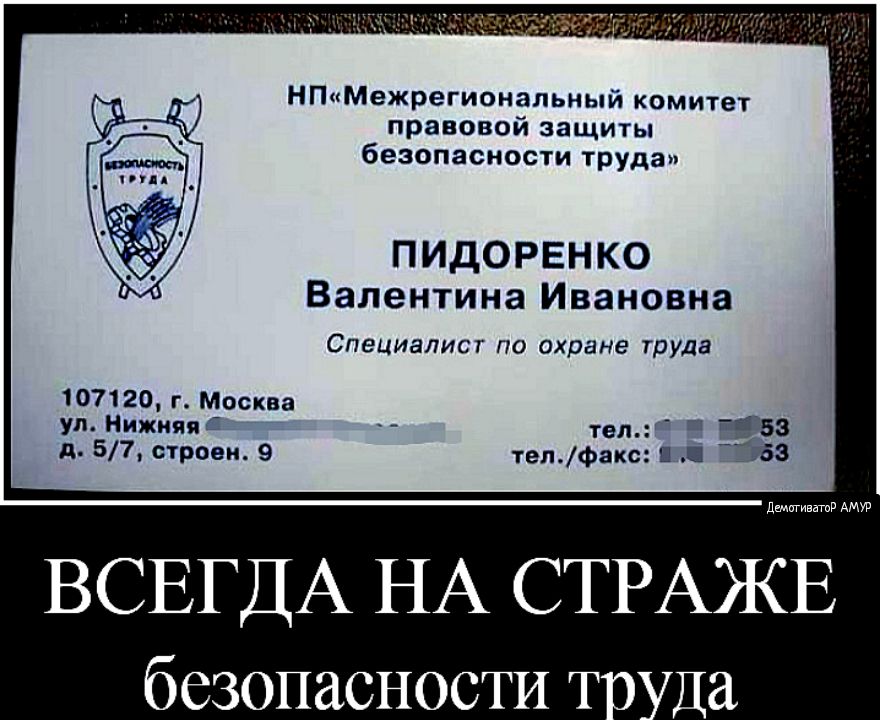 БЕЗОПАСНОСТЬ
ТРУДА
НП«Межрегиональный комитет
правовой защиты
безопасности труда»
ПИДОРЕНКО
Валентина Ивановна
Специалист по охране труда
107120, г. Москва
ул. Нижняя
д. 5/7, строен. 9
тел.: 53
тел./факс: 53
ДемотиватоР АМУР
ВСЕГДА НА СТРАЖЕ
безопасности труда